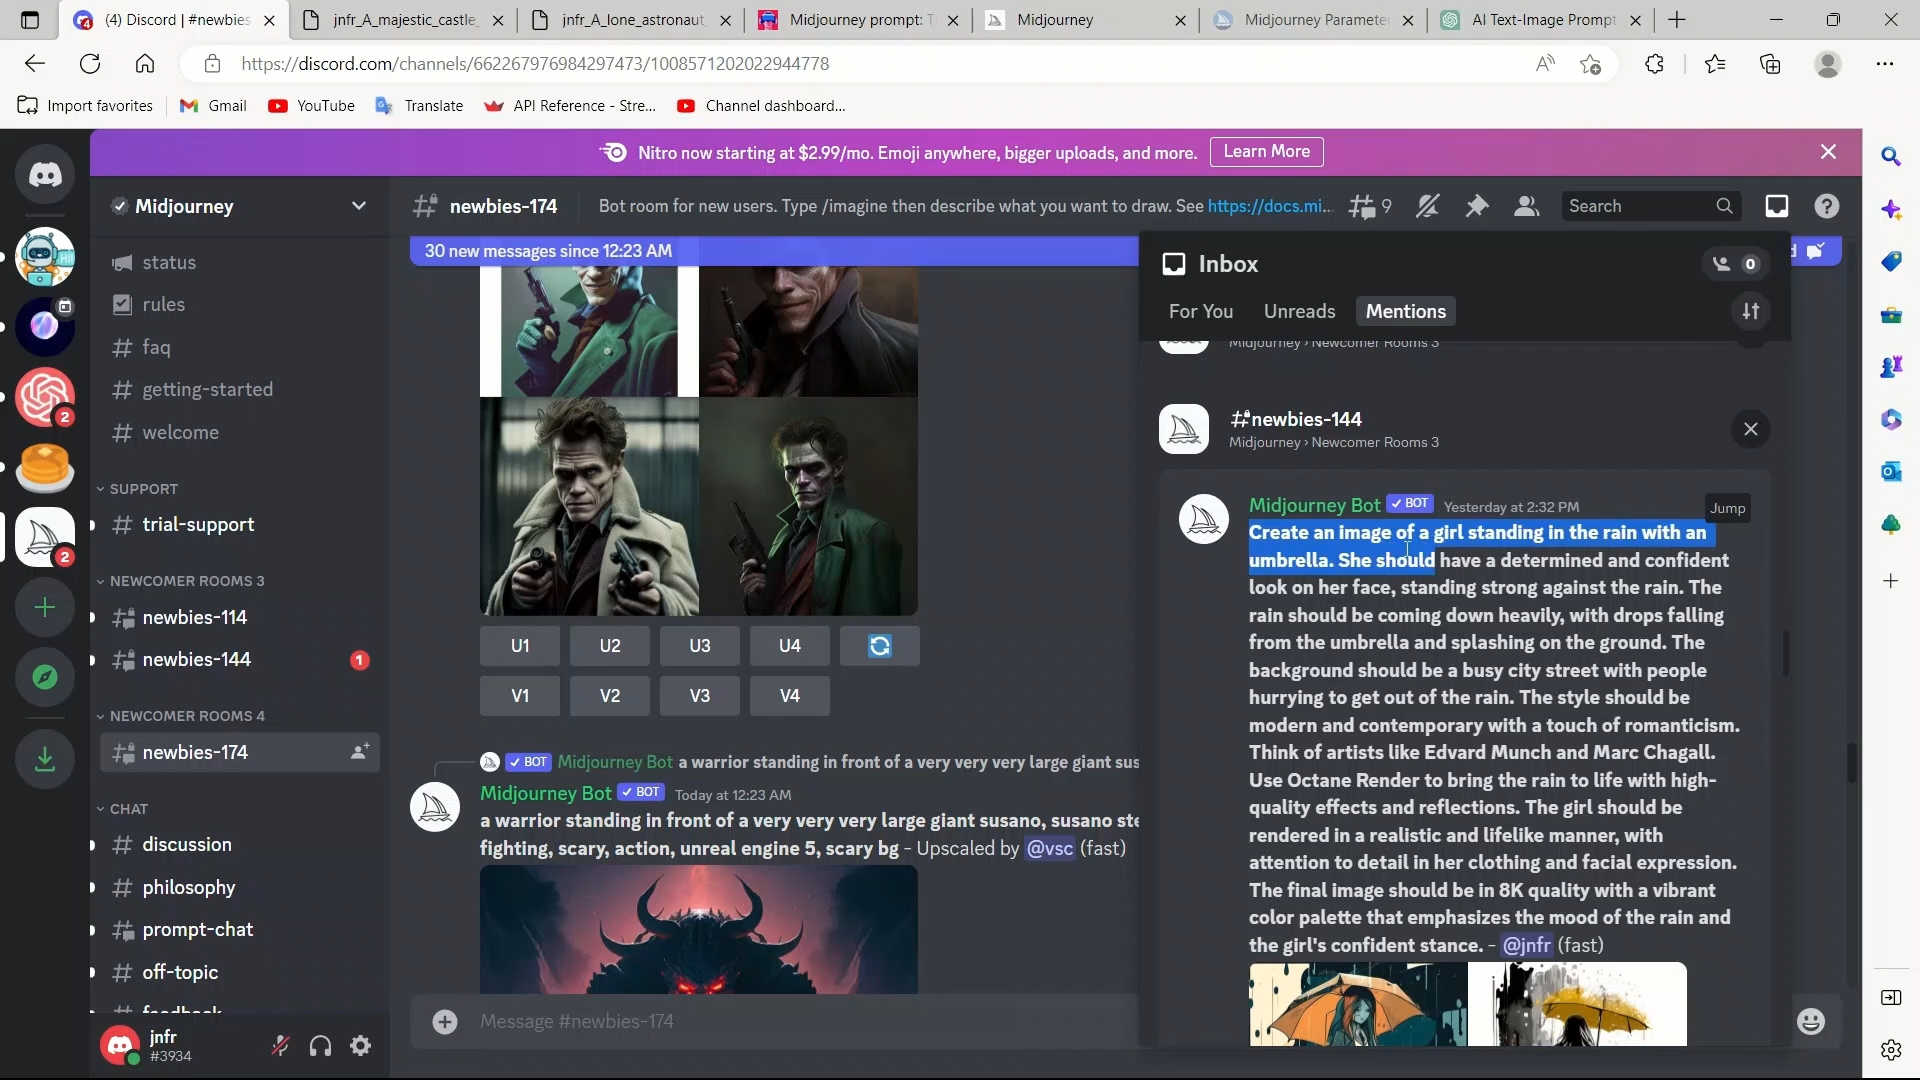 (4) Discord | #newbies
jnfr_A_majestic_castle_
jnfr_A_lone_astronaut_
Midjourney prompt: T
Midjourney
Midjourney Paramete
AI Text-Image Prompt
https://discord.com/channels/662267976984297473/1008571202022944778
Import favorites
Gmail
YouTube
Translate
API Reference - Stre...
Channel dashboard...
Nitro now starting at $2.99/mo. Emoji anywhere, bigger uploads, and more.
Learn More
Midjourney
newbies-174
Bot room for new users. Type /imagine then describe what you want to draw. See https://docs.mi...
9
Search
30 new messages since 12:23 AM
status
rules
faq
getting-started
welcome
SUPPORT
trial-support
NEWCOMER ROOMS 3
newbies-114
newbies-144
1
NEWCOMER ROOMS 4
newbies-174
CHAT
discussion
philosophy
prompt-chat
off-topic
feedback
2
2
jnfr
#3934
U1
U2
U3
U4
V1
V2
V3
V4
BOT Midjourney Bot a warrior standing in front of a very very very large giant sus
Midjourney Bot BOT Today at 12:23 AM
a warrior standing in front of a very very very large giant susano, susano ste
fighting, scary, action, unreal engine 5, scary bg - Upscaled by @vsc (fast)
Message #newbies-174
Inbox
0
For You
Unreads
Mentions
Midjourney › Newcomer Rooms 3
#newbies-144
Midjourney › Newcomer Rooms 3
Midjourney Bot BOT Yesterday at 2:32 PM
Jump
Create an image of a girl standing in the rain with an
umbrella. She should have a determined and confident
look on her face, standing strong against the rain. The
rain should be coming down heavily, with drops falling
from the umbrella and splashing on the ground. The
background should be a busy city street with people
hurrying to get out of the rain. The style should be
modern and contemporary with a touch of romanticism.
Think of artists like Edvard Munch and Marc Chagall.
Use Octane Render to bring the rain to life with high-
quality effects and reflections. The girl should be
rendered in a realistic and lifelike manner, with
attention to detail in her clothing and facial expression.
The final image should be in 8K quality with a vibrant
color palette that emphasizes the mood of the rain and
the girl's confident stance. - @jnfr (fast)